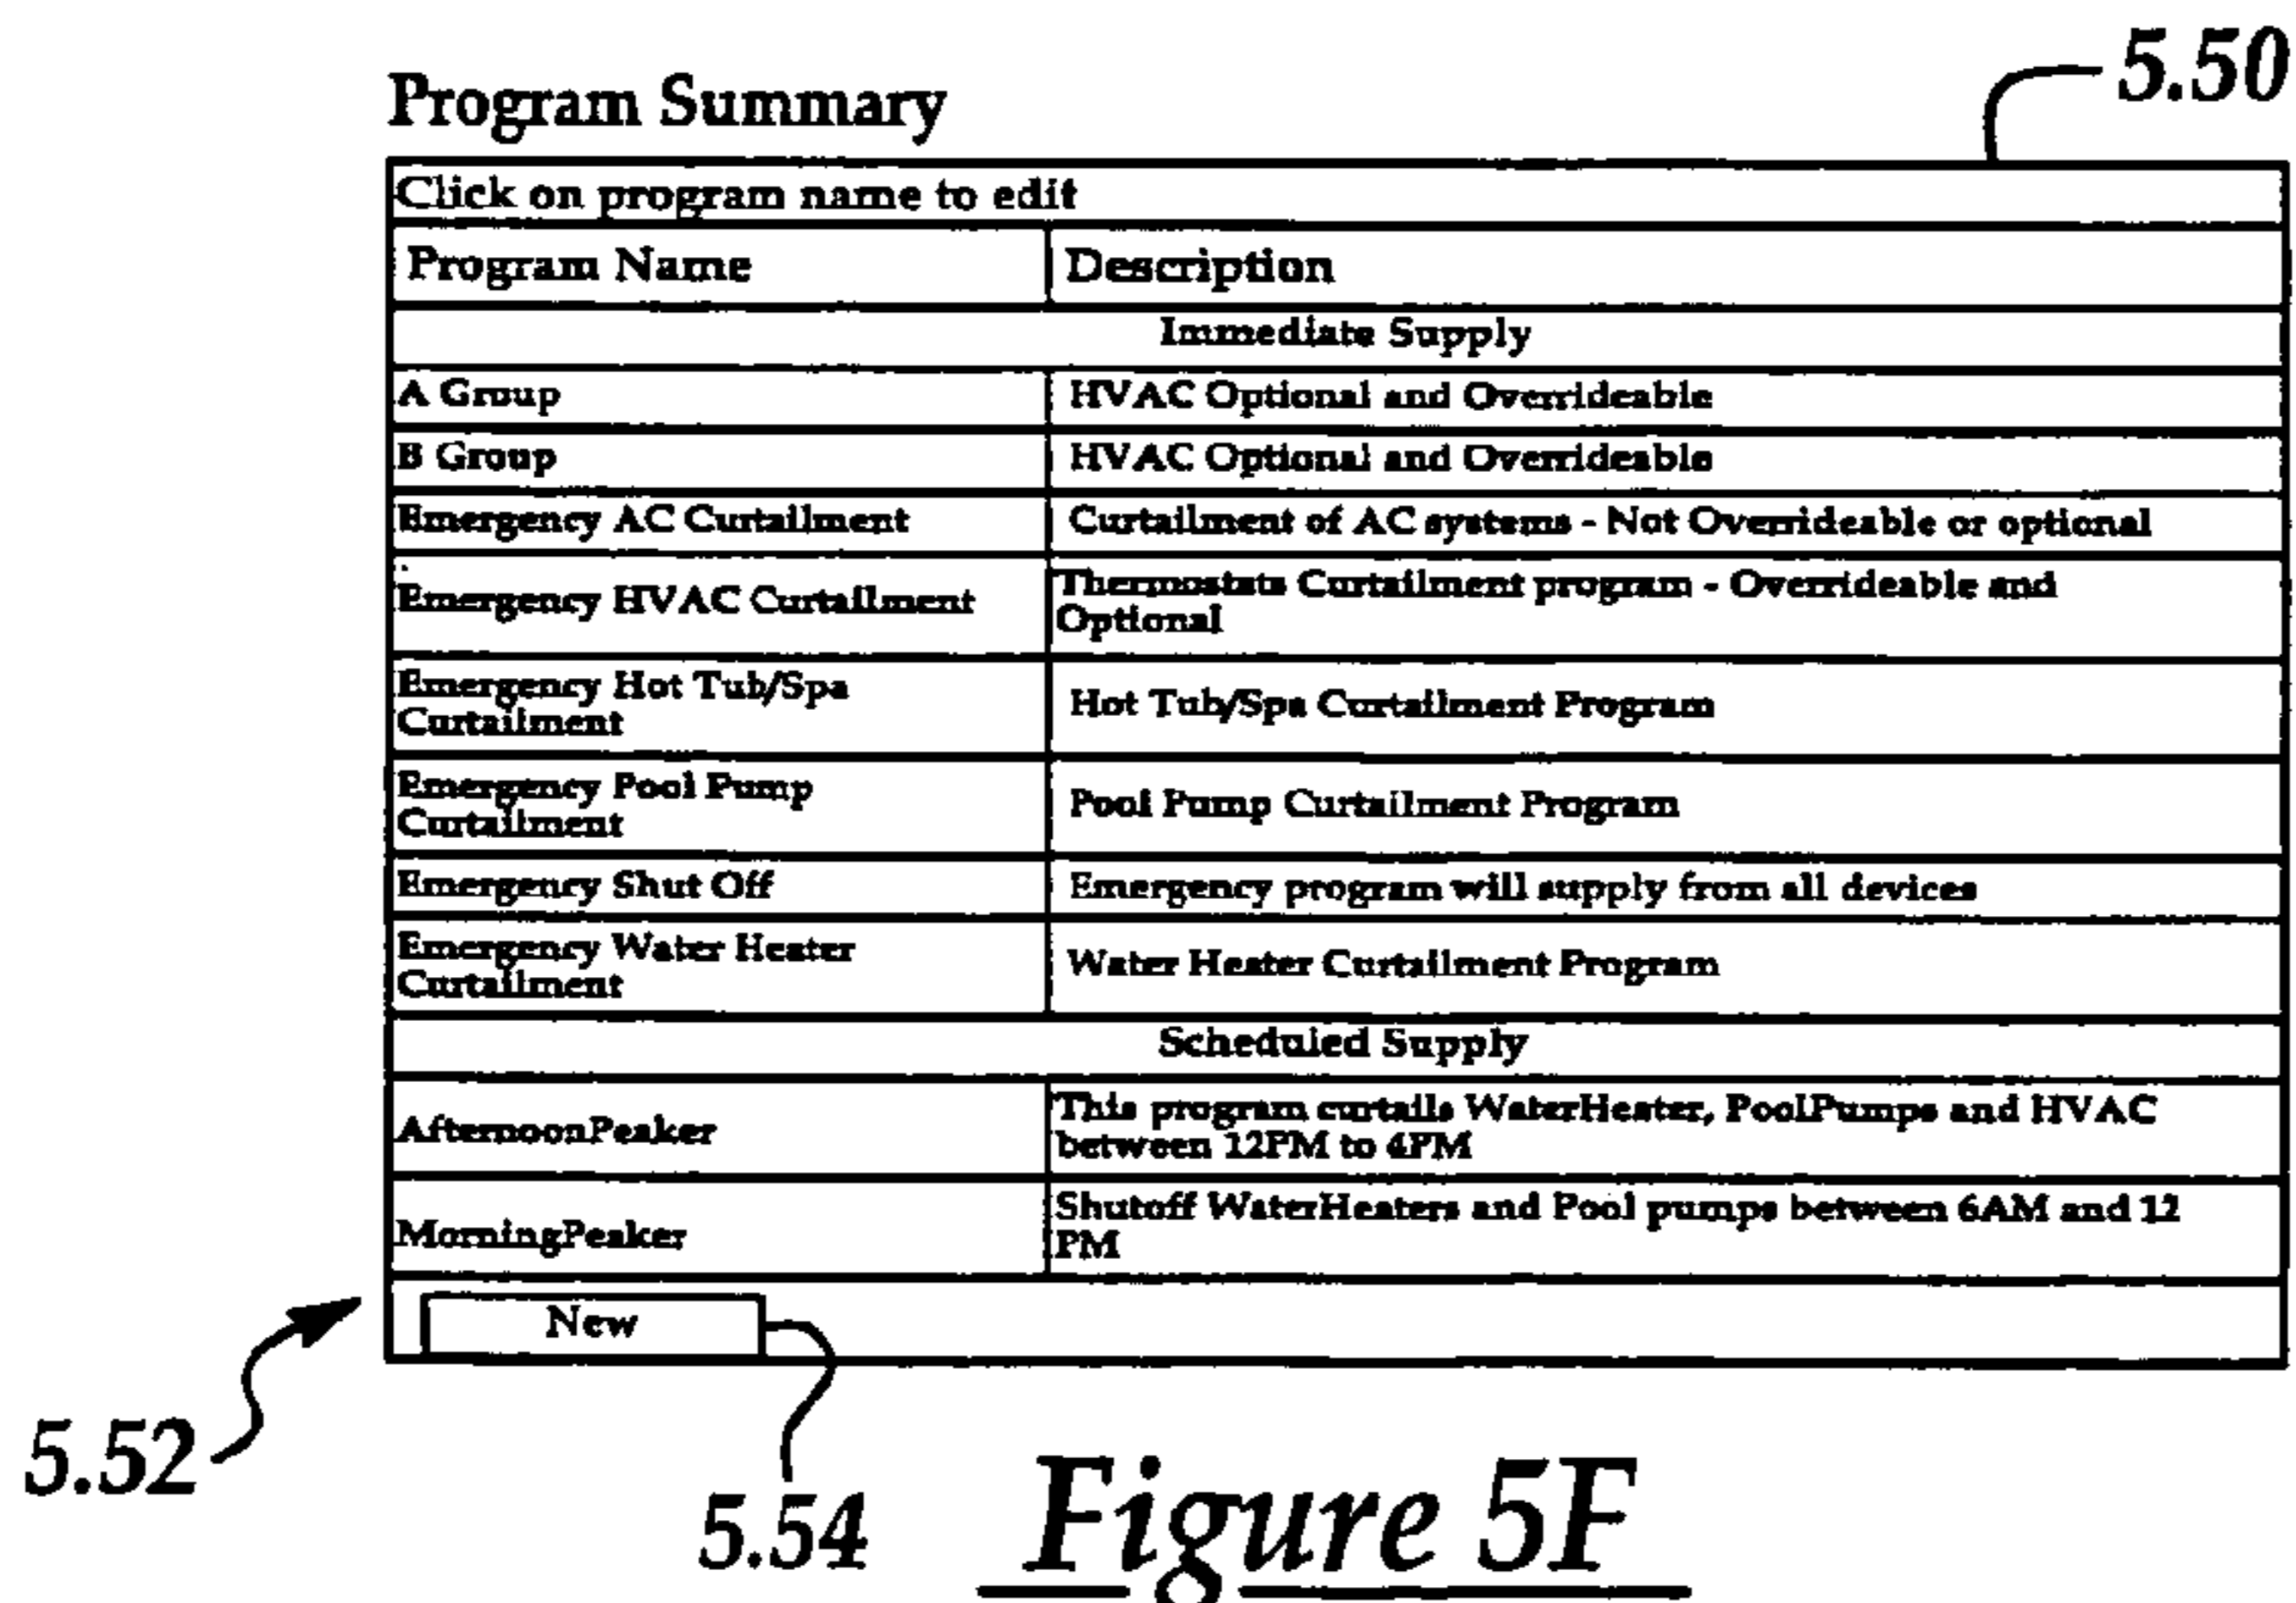 5.50
Program Summary
Click on program name to edit
Program Name Description
Immediate Supply
A Group HVAC Optional and Overrideable
B Group HVAC Optional and Overrideable
Emergency AC Curtailment Curtailment of AC systems - Not Overrideable or optional
Emergency HVAC Curtailment
Thermostats Curtailment program - Overrideable and
Optional
Emergency Hot Tub/Spa
Curtailment
Hot Tub/Spa Curtailment Program
Emergency Pool Pump
Curtailment
Pool Pump Curtailment Program
Emergency Shut Off Emergency program will supply from all devices
Emergency Water Heater
Curtailment
Water Heater Curtailment Program
Scheduled Supply
AfternoonPeaker
This program curtails WaterHeater, PoolPumps and HVAC
between 12PM to 4PM
MorningPeaker
Shutoff WaterHeaters and Pool pumps between 6AM and 12
PM
New
5.52
5.54
Figure 5F